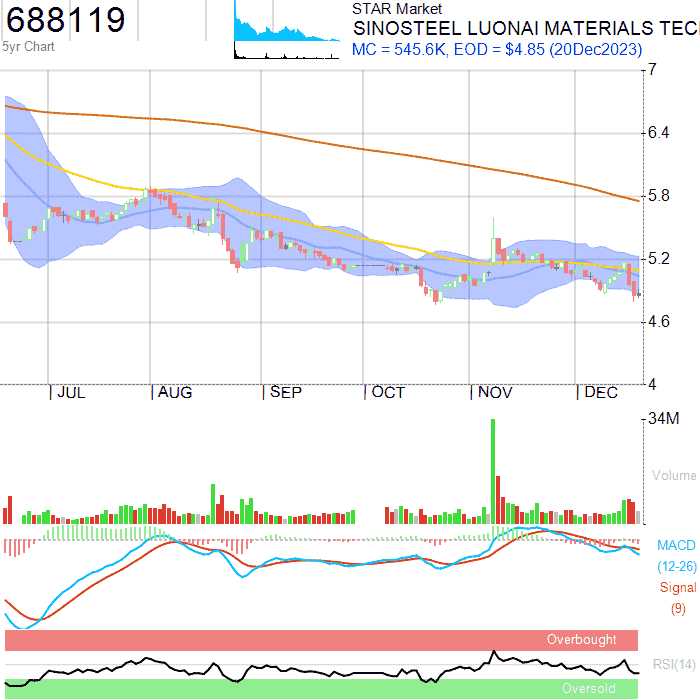 688119
5yr Chart
STAR Market
SINOSTEEL LUONAI MATERIALS TEC
MC = 545.6K, EOD = $4.85 (20Dec2023)
7
6.4
5.8
5.2
4.6
4
JUL AUG SEP OCT NOV DEC
34M
Volume
MACD
(12-26)
Signal
(9)
Overbought
RSI(14)
Oversold